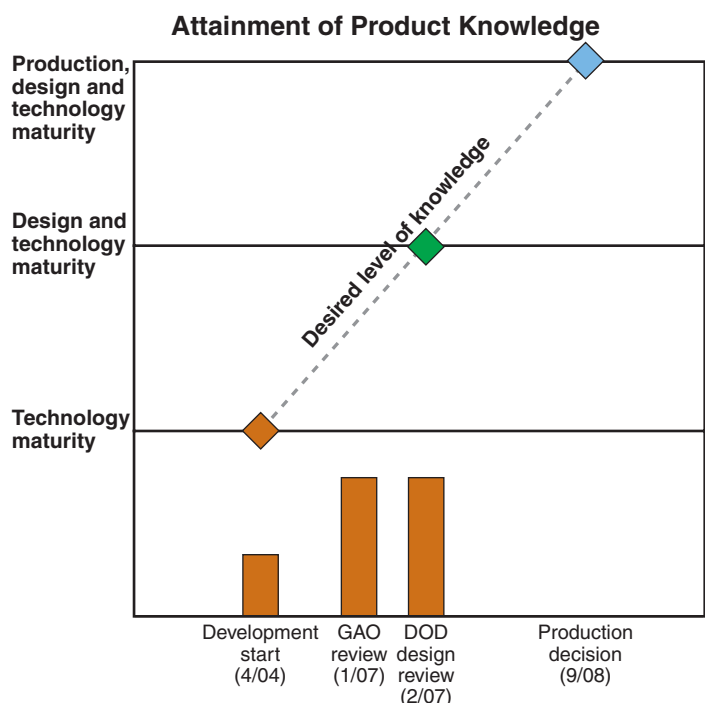 Attainment of Product Knowledge
Production,
design and
technology
maturity
Design and
technology
maturity
Technology
maturity
Desired level of knowledge
Development
start
(4/04)
GAO
review
(1/07)
DOD
design
review
(2/07)
Production
decision
(9/08)